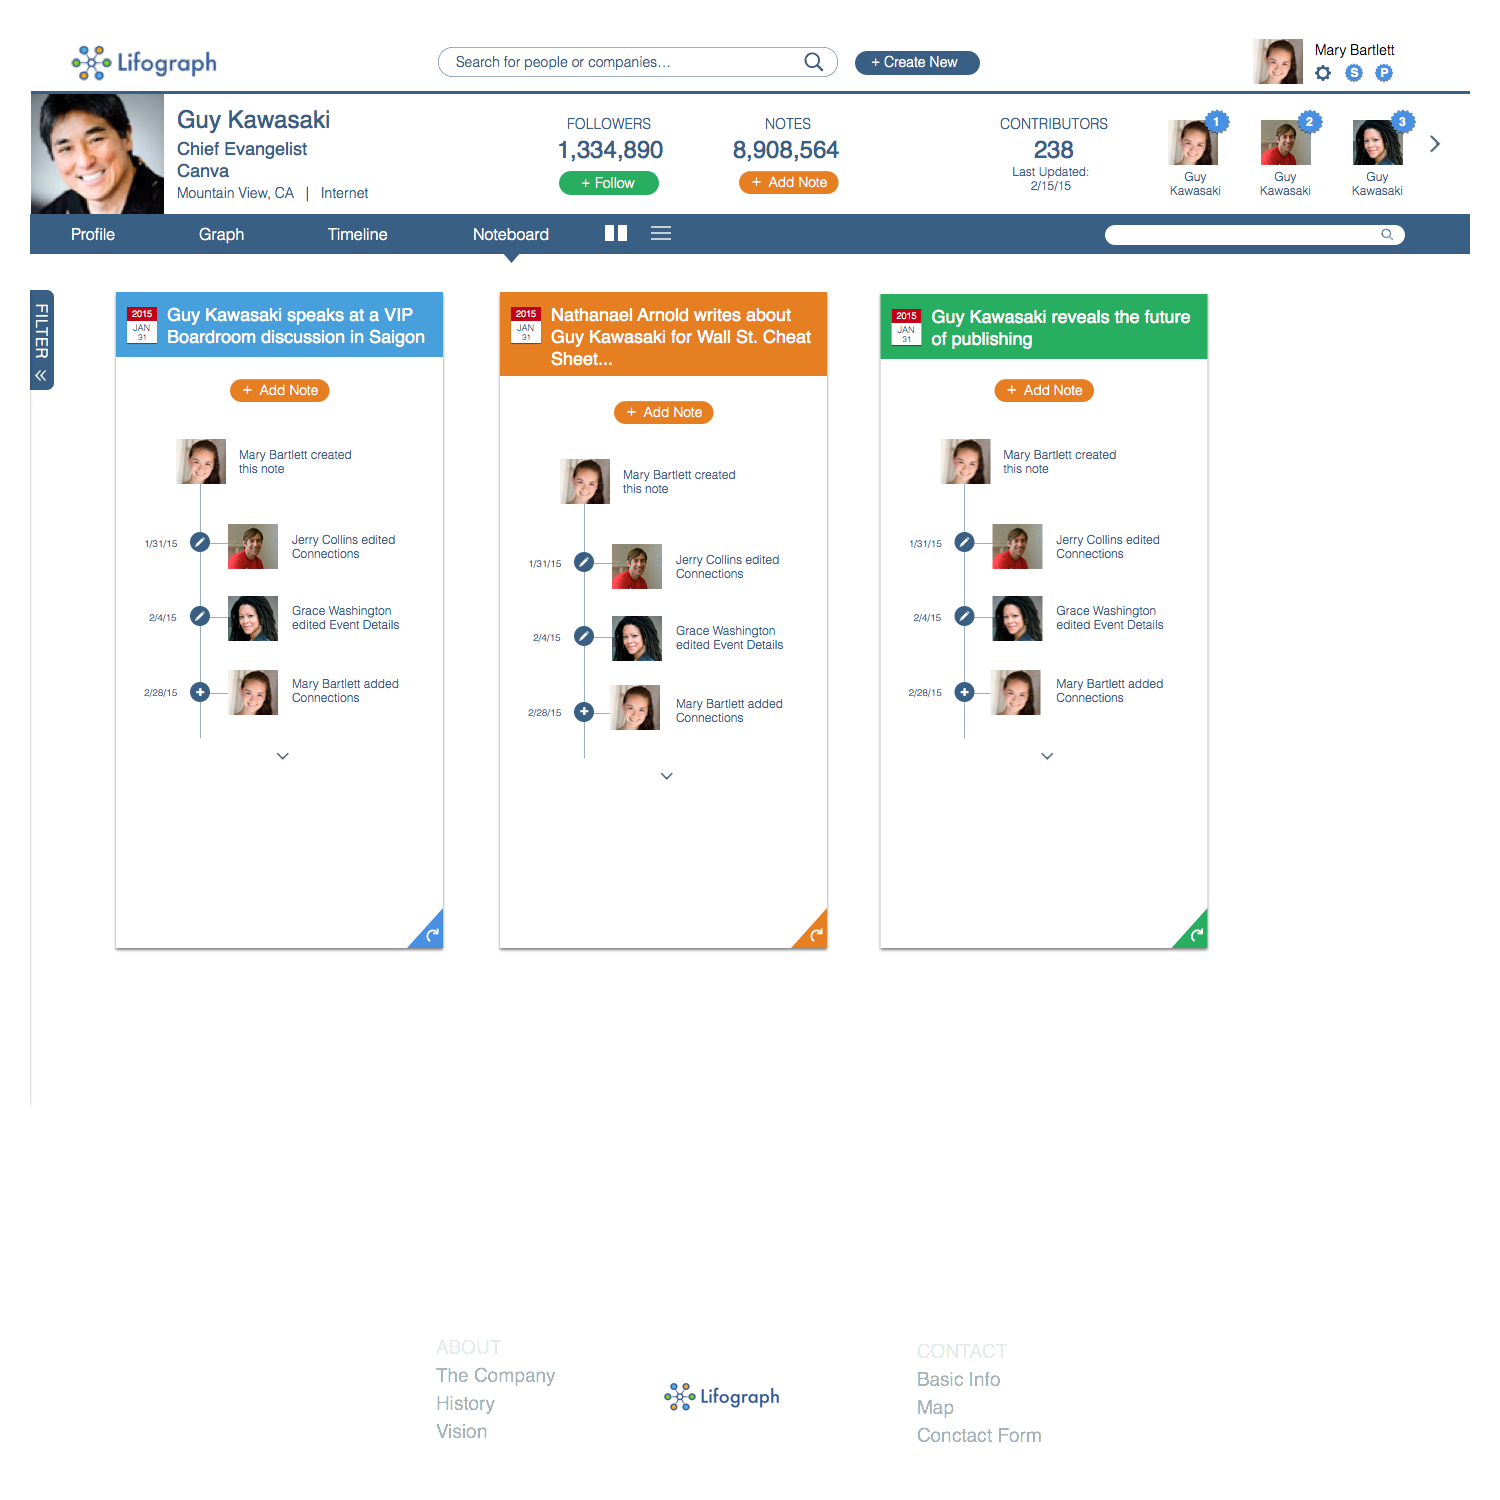 Lifograph
Search for people or companies...
+ Create New
Mary Bartlett
S
P
Guy Kawasaki
Chief Evangelist
Canva
Mountain View, CA | Internet
FOLLOWERS
1,334,890
+ Follow
NOTES
8,908,564
+ Add Note
CONTRIBUTORS
238
Last Updated:
2/15/15
1
Guy
Kawasaki
2
Guy
Kawasaki
3
Guy
Kawasaki
Profile
Graph
Timeline
Noteboard
FILTER
2015
JAN
31
Guy Kawasaki speaks at a VIP
Boardroom discussion in Saigon
+ Add Note
Mary Bartlett created
this note
1/31/15
Jerry Collins edited
Connections
2/4/15
Grace Washington
edited Event Details
2/28/15
Mary Bartlett added
Connections
2015
JAN
31
Nathanael Arnold writes about
Guy Kawasaki for Wall St. Cheat
Sheet...
+ Add Note
Mary Bartlett created
this note
1/31/15
Jerry Collins edited
Connections
2/4/15
Grace Washington
edited Event Details
2/28/15
Mary Bartlett added
Connections
2015
JAN
31
Guy Kawasaki reveals the future
of publishing
+ Add Note
Mary Bartlett created
this note
1/31/15
Jerry Collins edited
Connections
2/4/15
Grace Washington
edited Event Details
2/28/15
Mary Bartlett added
Connections
ABOUT
The Company
History
Vision
Lifograph
CONTACT
Basic Info
Map
Conctact Form